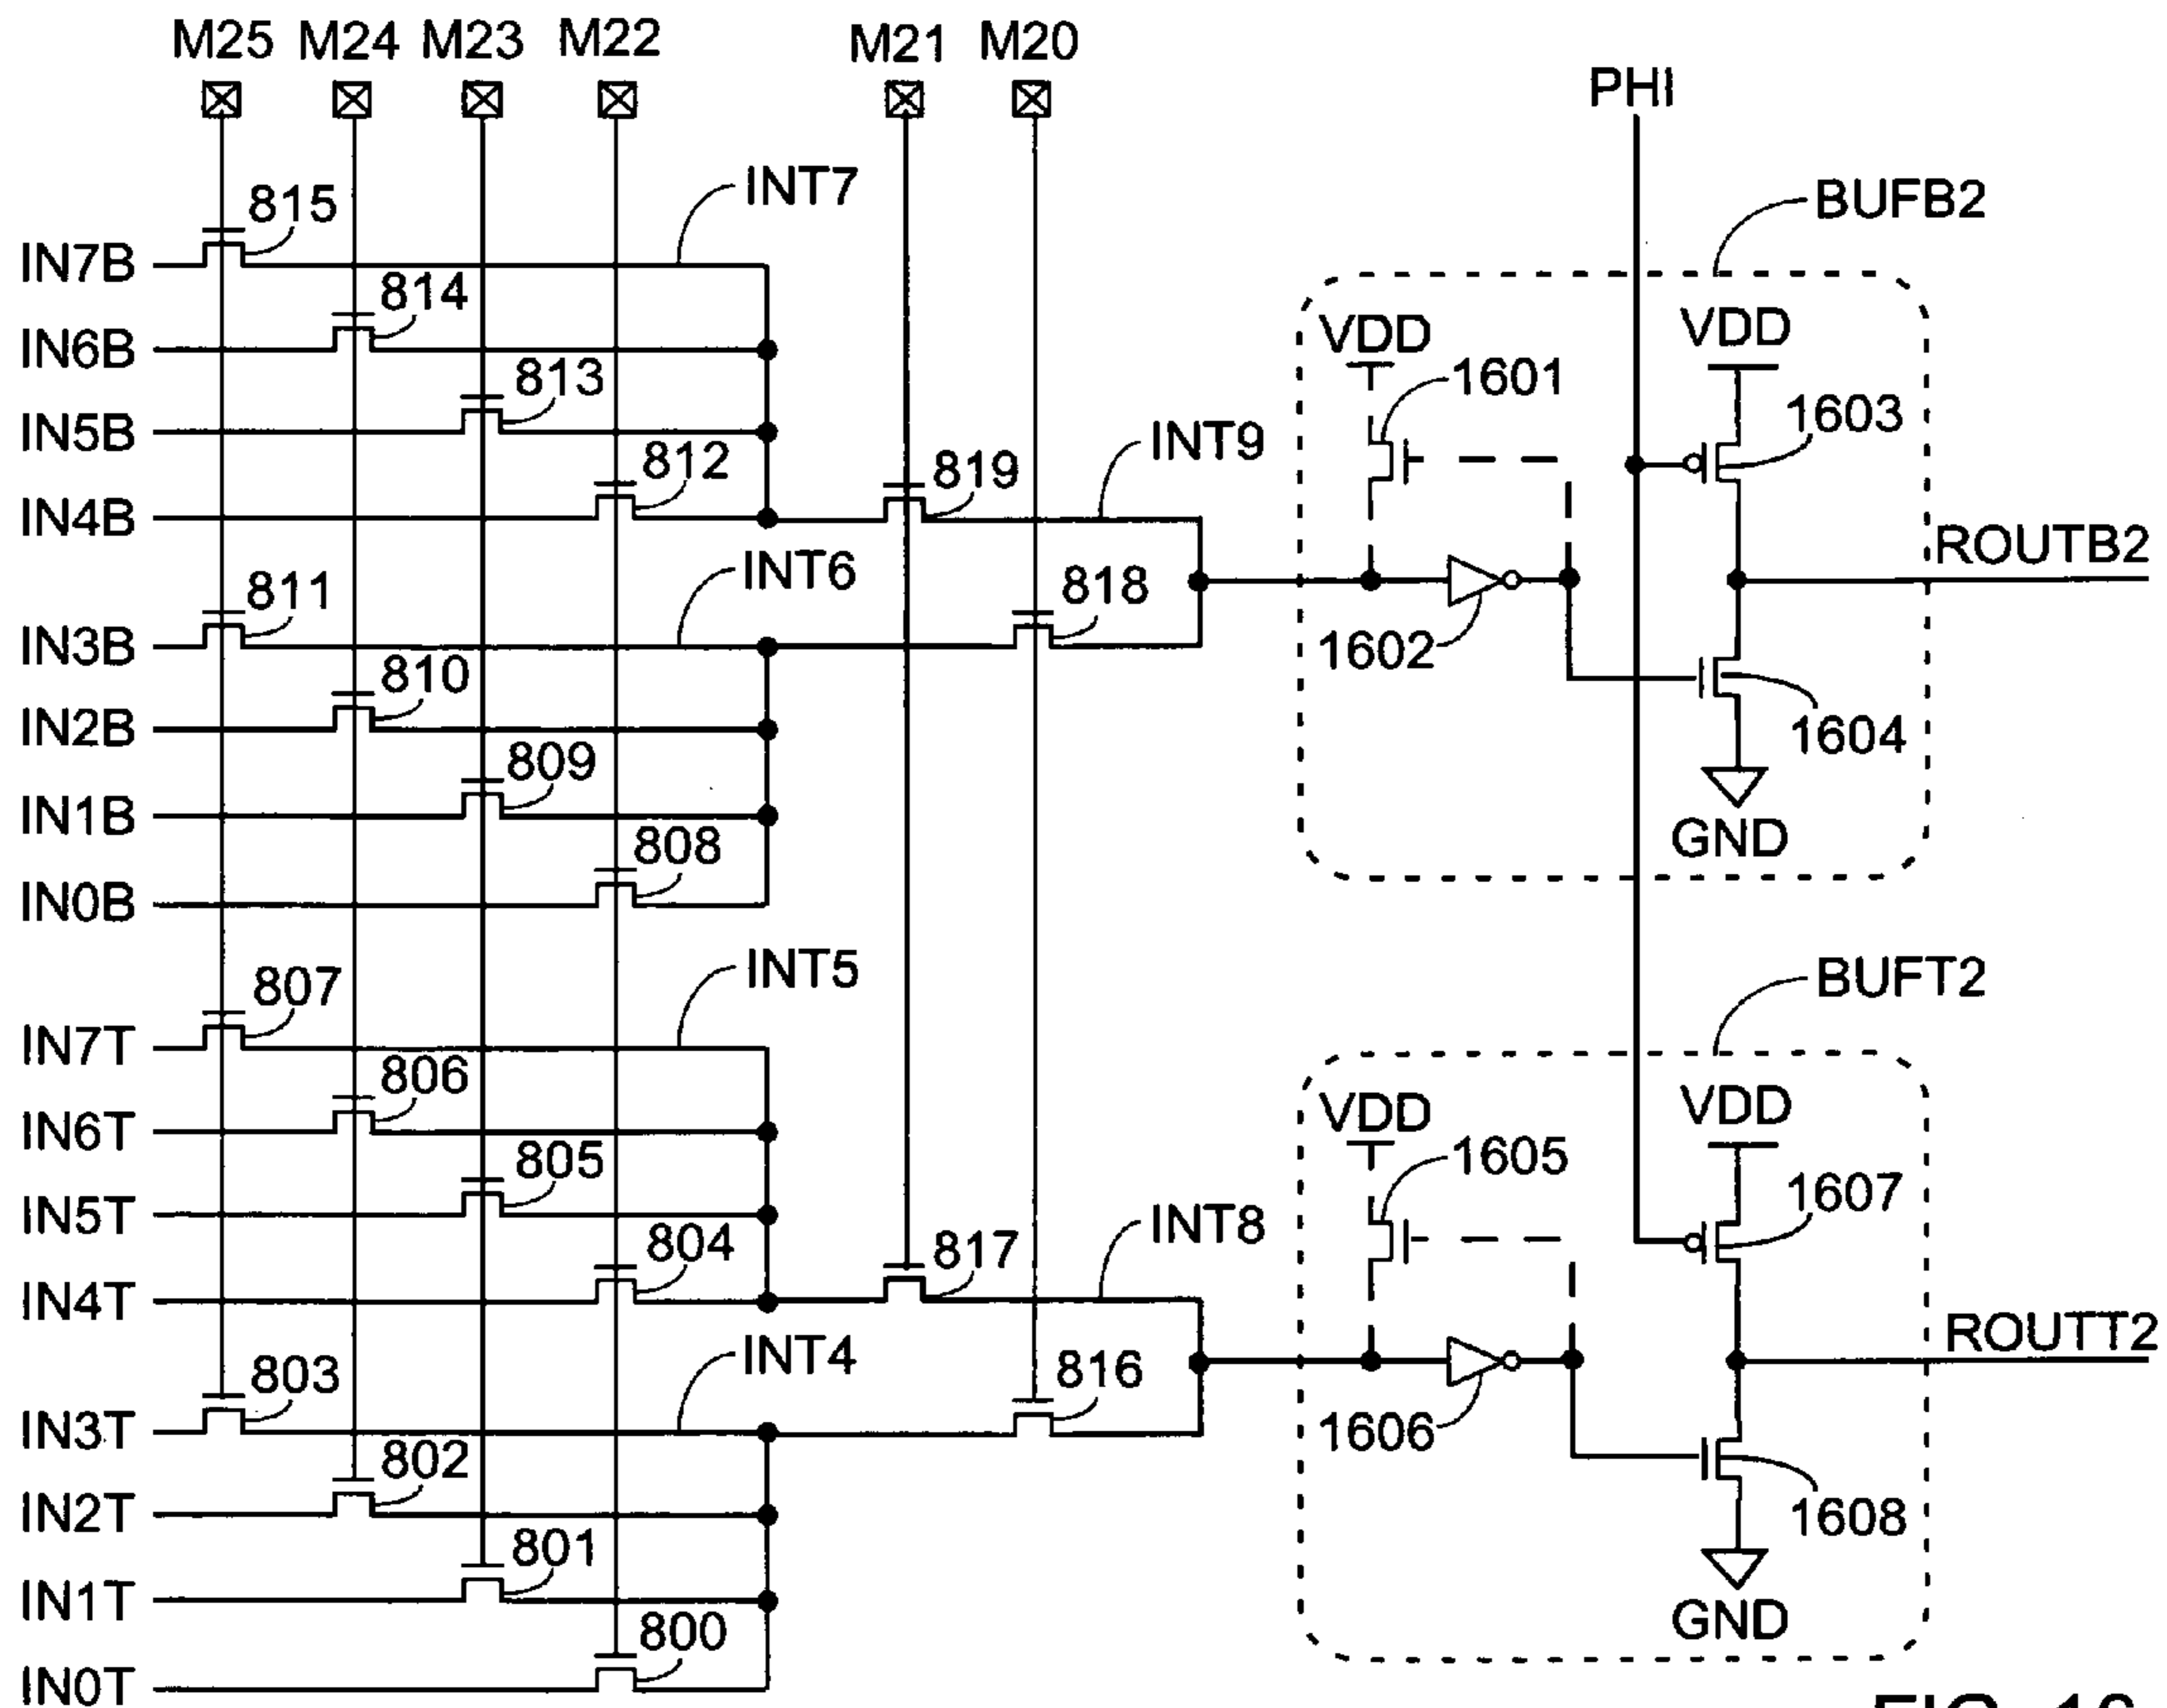 M25 M24 M23 M22 M21 M20
PHI
INT7
BUFB2
815
IN7B
814
VDD
VDD
IN6B
813
1601
1603
IN5B
812
INT9
819
IN4B
ROUTB2
INT6
811
818
IN3B
1602
810
1604
IN2B
809
IN1B
GND
808
IN0B
INT5
BUFT2
807
IN7T
806
VDD
VDD
IN6T
805
1605
1607
IN5T
804
INT8
817
IN4T
ROUTT2
INT4
803
816
IN3T
1606
802
1608
IN2T
801
IN1T
GND
800
IN0T